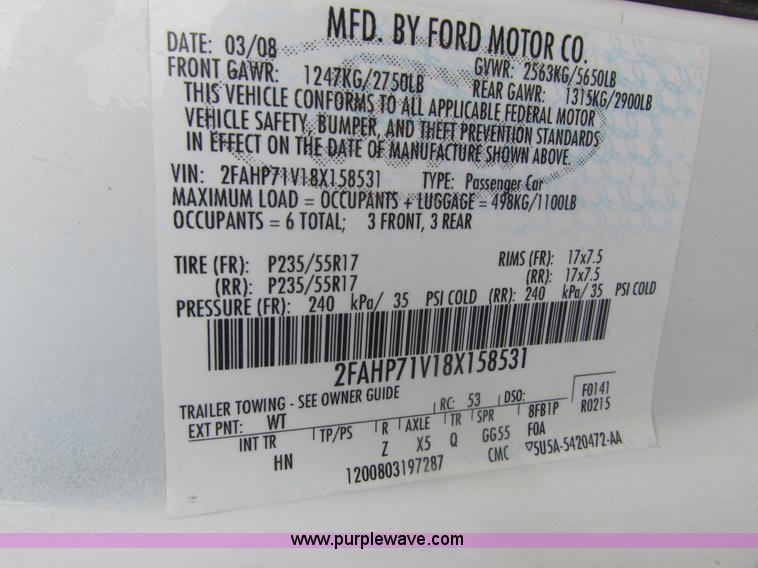 MFD. BY FORD MOTOR CO.
DATE: 03/08 GVWR: 2563KG/5650LB
FRONT GAWR: 1247KG/2750LB REAR GAWR: 1315KG/2900LB
THIS VEHICLE CONFORMS TO ALL APPLICABLE FEDERAL MOTOR
VEHICLE SAFETY, BUMPER, AND THEFT PREVENTION STANDARDS
IN EFFECT ON THE DATE OF MANUFACTURE SHOWN ABOVE.
VIN: 2FAHP71V18X158531 TYPE: Passenger Car
MAXIMUM LOAD = OCCUPANTS + LUGGAGE = 498KG/1100LB
OCCUPANTS = 6 TOTAL; 3 FRONT, 3 REAR
TIRE (FR): P235/55R17 RIMS (FR): 17x7.5
(RR): P235/55R17 (RR): 17x7.5
PRESSURE (FR): 240 kPa/ 35 PSI COLD (RR): 240 kPa/ 35 PSI COLD
2FAHP71V18X158531
TRAILER TOWING - SEE OWNER GUIDE
EXT PNT: WT RC: 53 DSO: F0141
INT TR TP/PS R AXLE TR SPR 8FB1P R0215
HN Z X5 Q GG55 F0A
1200803197287 CMC ▽5U5A-5420472-AA
www.purplewave.com